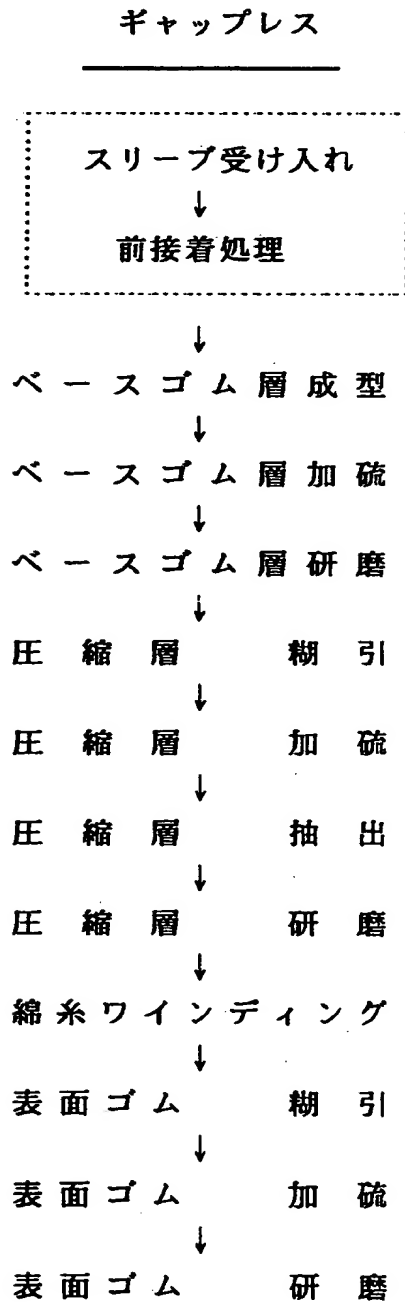 ギャップレス
スリーブ受け入れ
↓
前接着処理
↓
ベースゴム層成型
↓
ベースゴム層加硫
↓
ベースゴム層研磨
↓
圧縮層 糊引
↓
圧縮層 加硫
↓
圧縮層 抽出
↓
圧縮層 研磨
↓
綿糸ワインディング
↓
表面ゴム 糊引
↓
表面ゴム 加硫
↓
表面ゴム 研磨